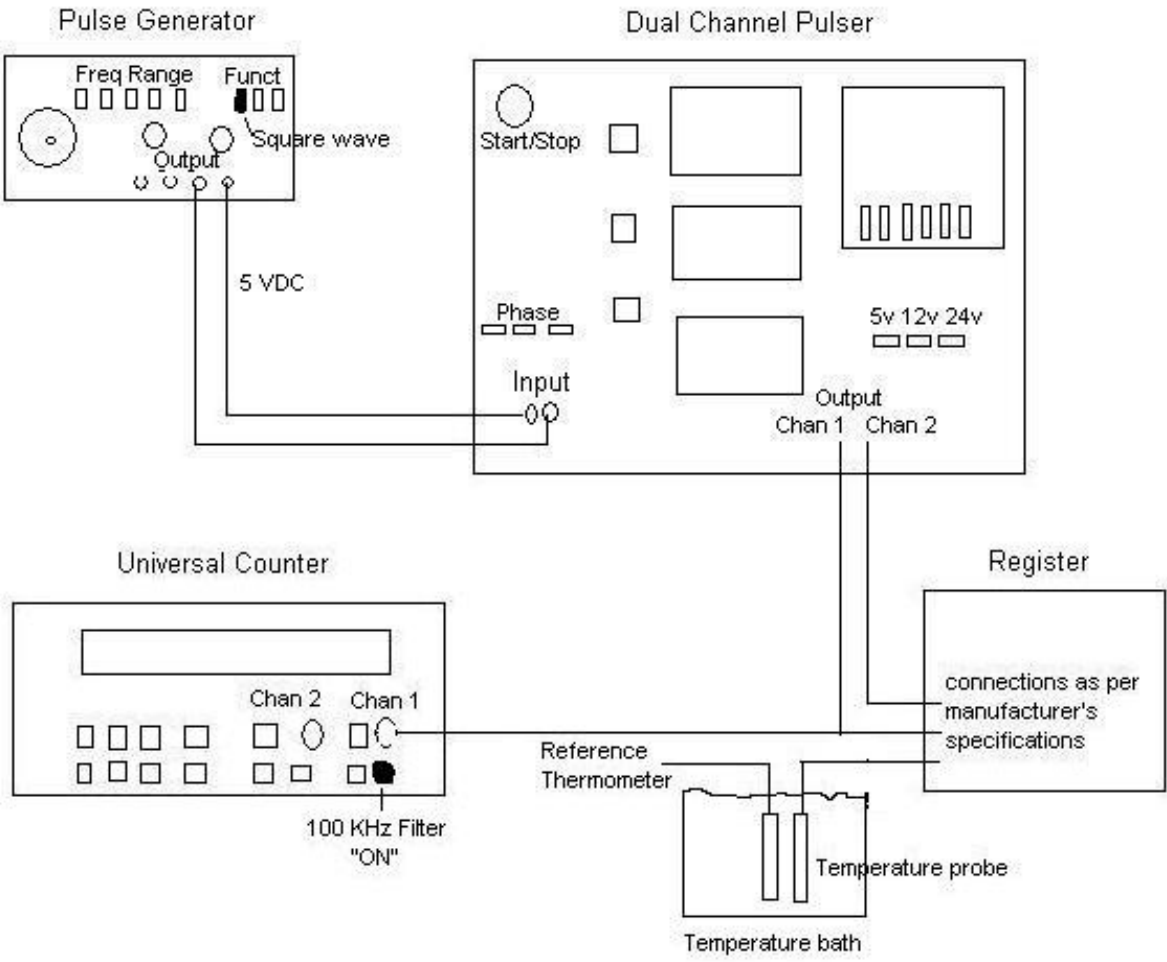 Pulse Generator
Dual Channel Pulser
Freq Range
Funct
Square wave
Output
Start/Stop
5 VDC
Phase
5v 12v 24v
Input
Output
Chan 1 Chan 2
Universal Counter
Register
Chan 2
Chan 1
connections as per
manufacturer's
specifications
Reference
Thermometer
100 KHz Filter
"ON"
Temperature probe
Temperature bath